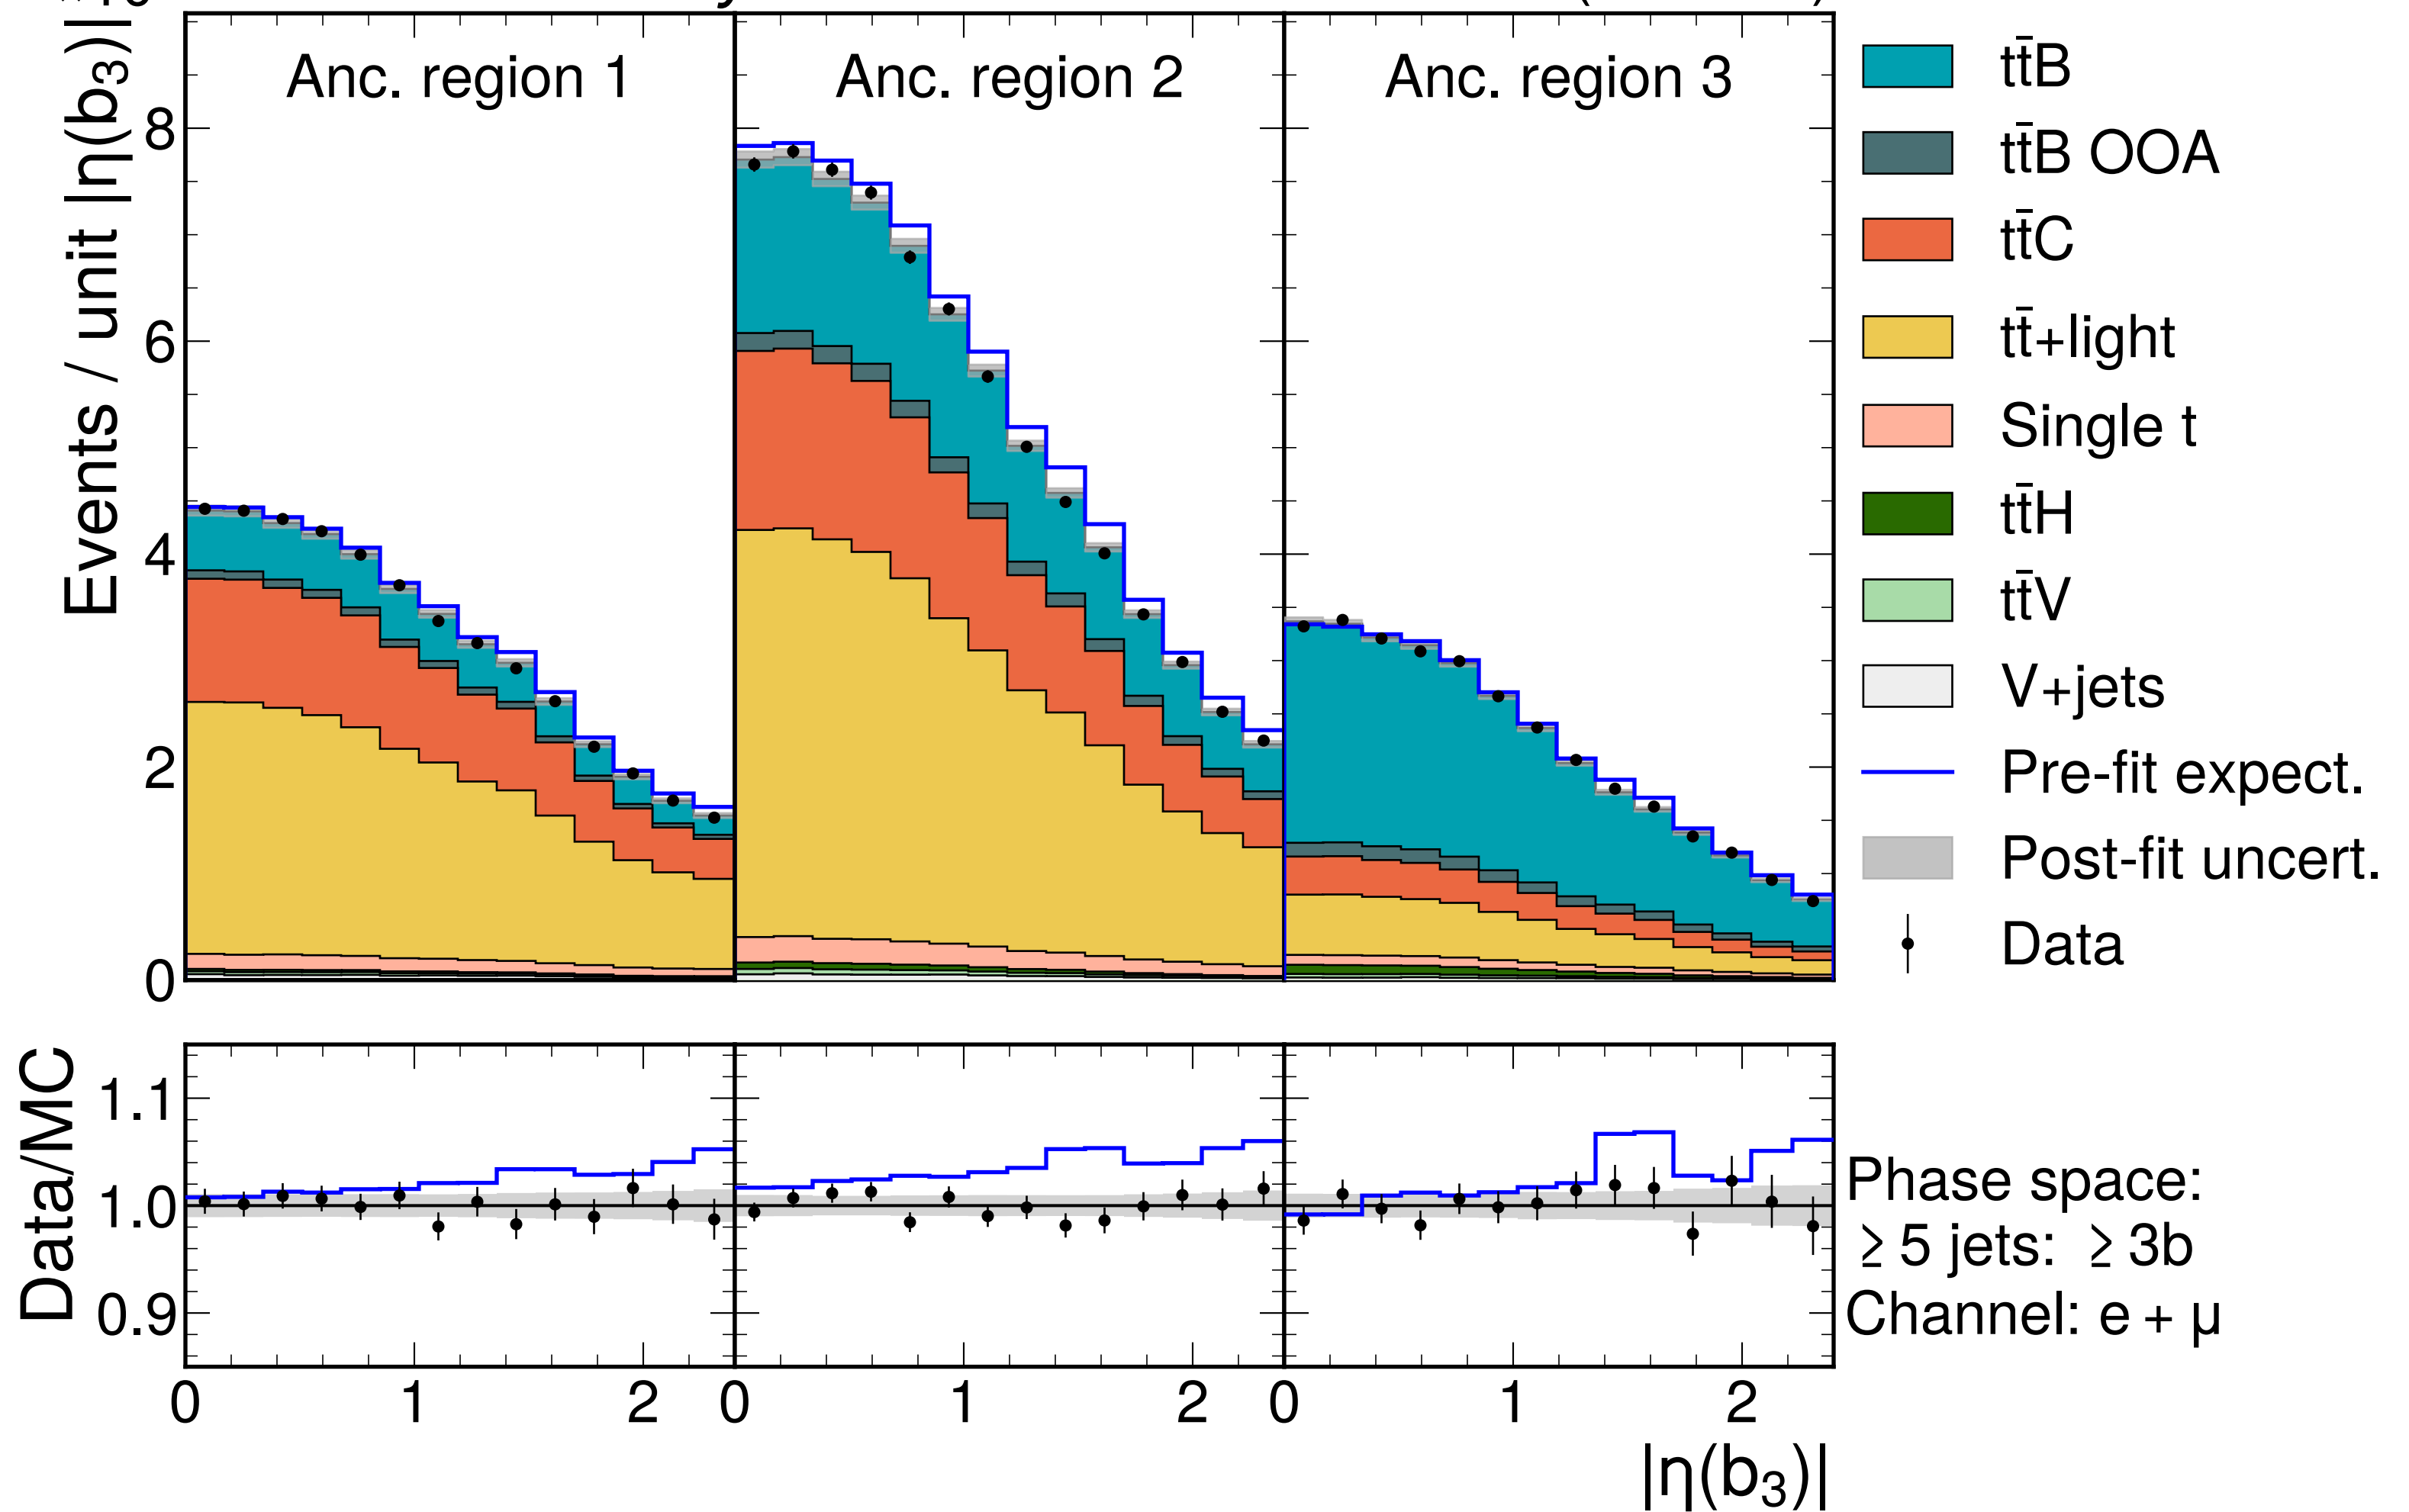 Events / unit |η(b₃)|
Anc. region 1
Anc. region 2
Anc. region 3
8
6
4
2
0
tt̄B
tt̄B OOA
tt̄C
tt̄+light
Single t
tt̄H
tt̄V
V+jets
Pre-fit expect.
Post-fit uncert.
Data
Data/MC
1.1
1.0
0.9
Phase space:
≥ 5 jets: ≥ 3b
Channel: e + μ
0 1 2 0 1 2 0 1 2
|η(b₃)|